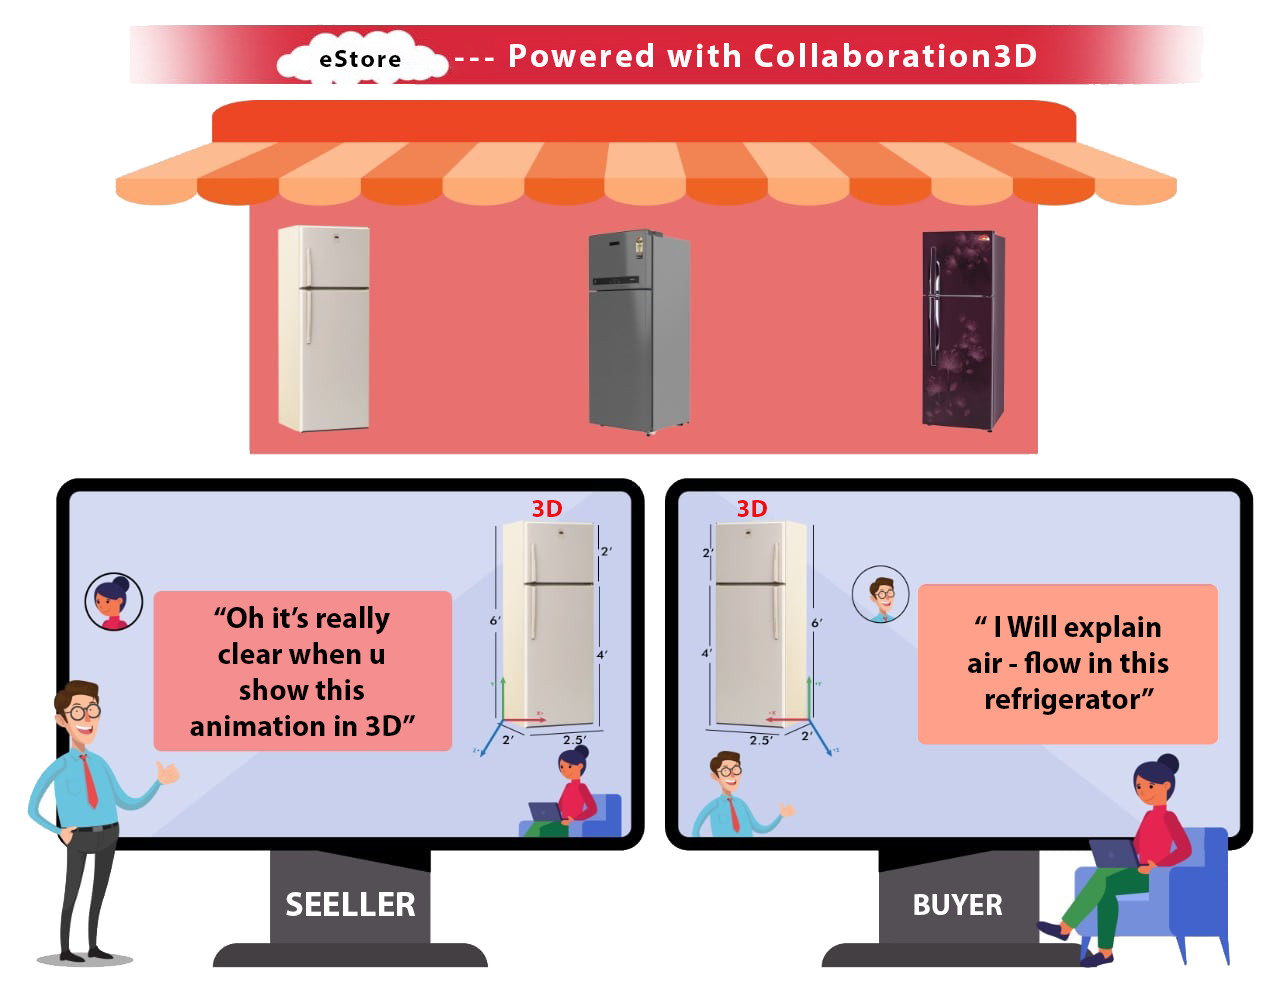 eStore --- Powered with Collaboration3D
3D
2'
6'
4'
2'
2.5'
“Oh it's really
clear when u
show this
animation in 3D”
SEELLER
3D
2'
6'
4'
2.5'
2'
“ I Will explain
air - flow in this
refrigerator”
BUYER